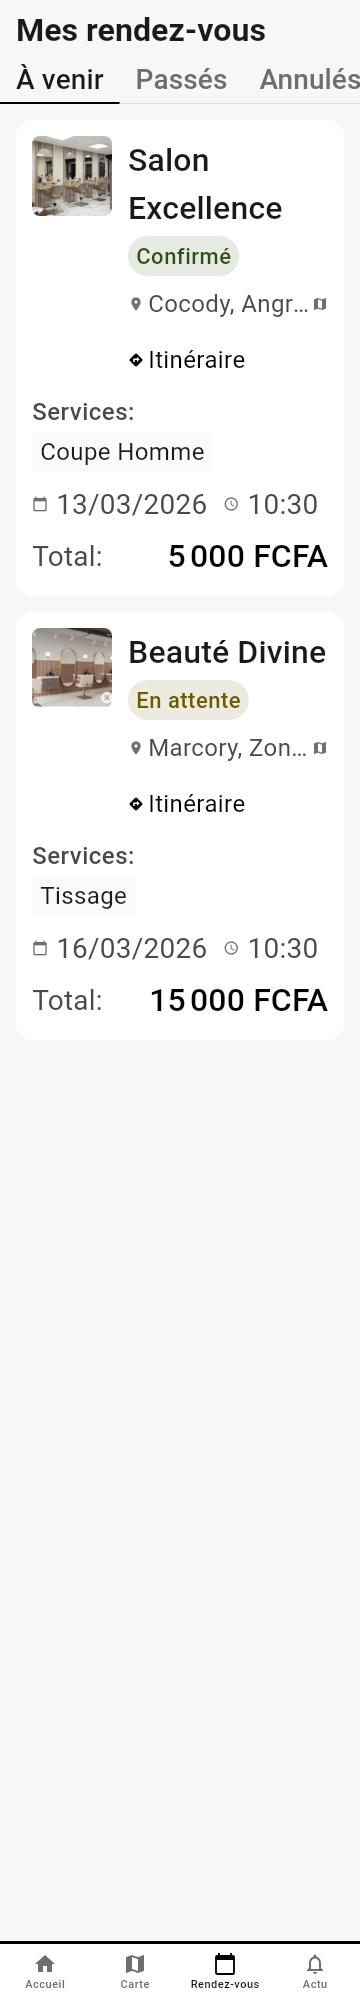 Mes rendez-vous
À venir Passés Annulés
Salon
Excellence
Confirmé
Cocody, Angr...
Itinéraire
Services:
Coupe Homme
13/03/2026 10:30
Total: 5 000 FCFA
Beauté Divine
En attente
Marcory, Zon...
Itinéraire
Services:
Tissage
16/03/2026 10:30
Total: 15 000 FCFA
Accueil Carte Rendez-vous Actu